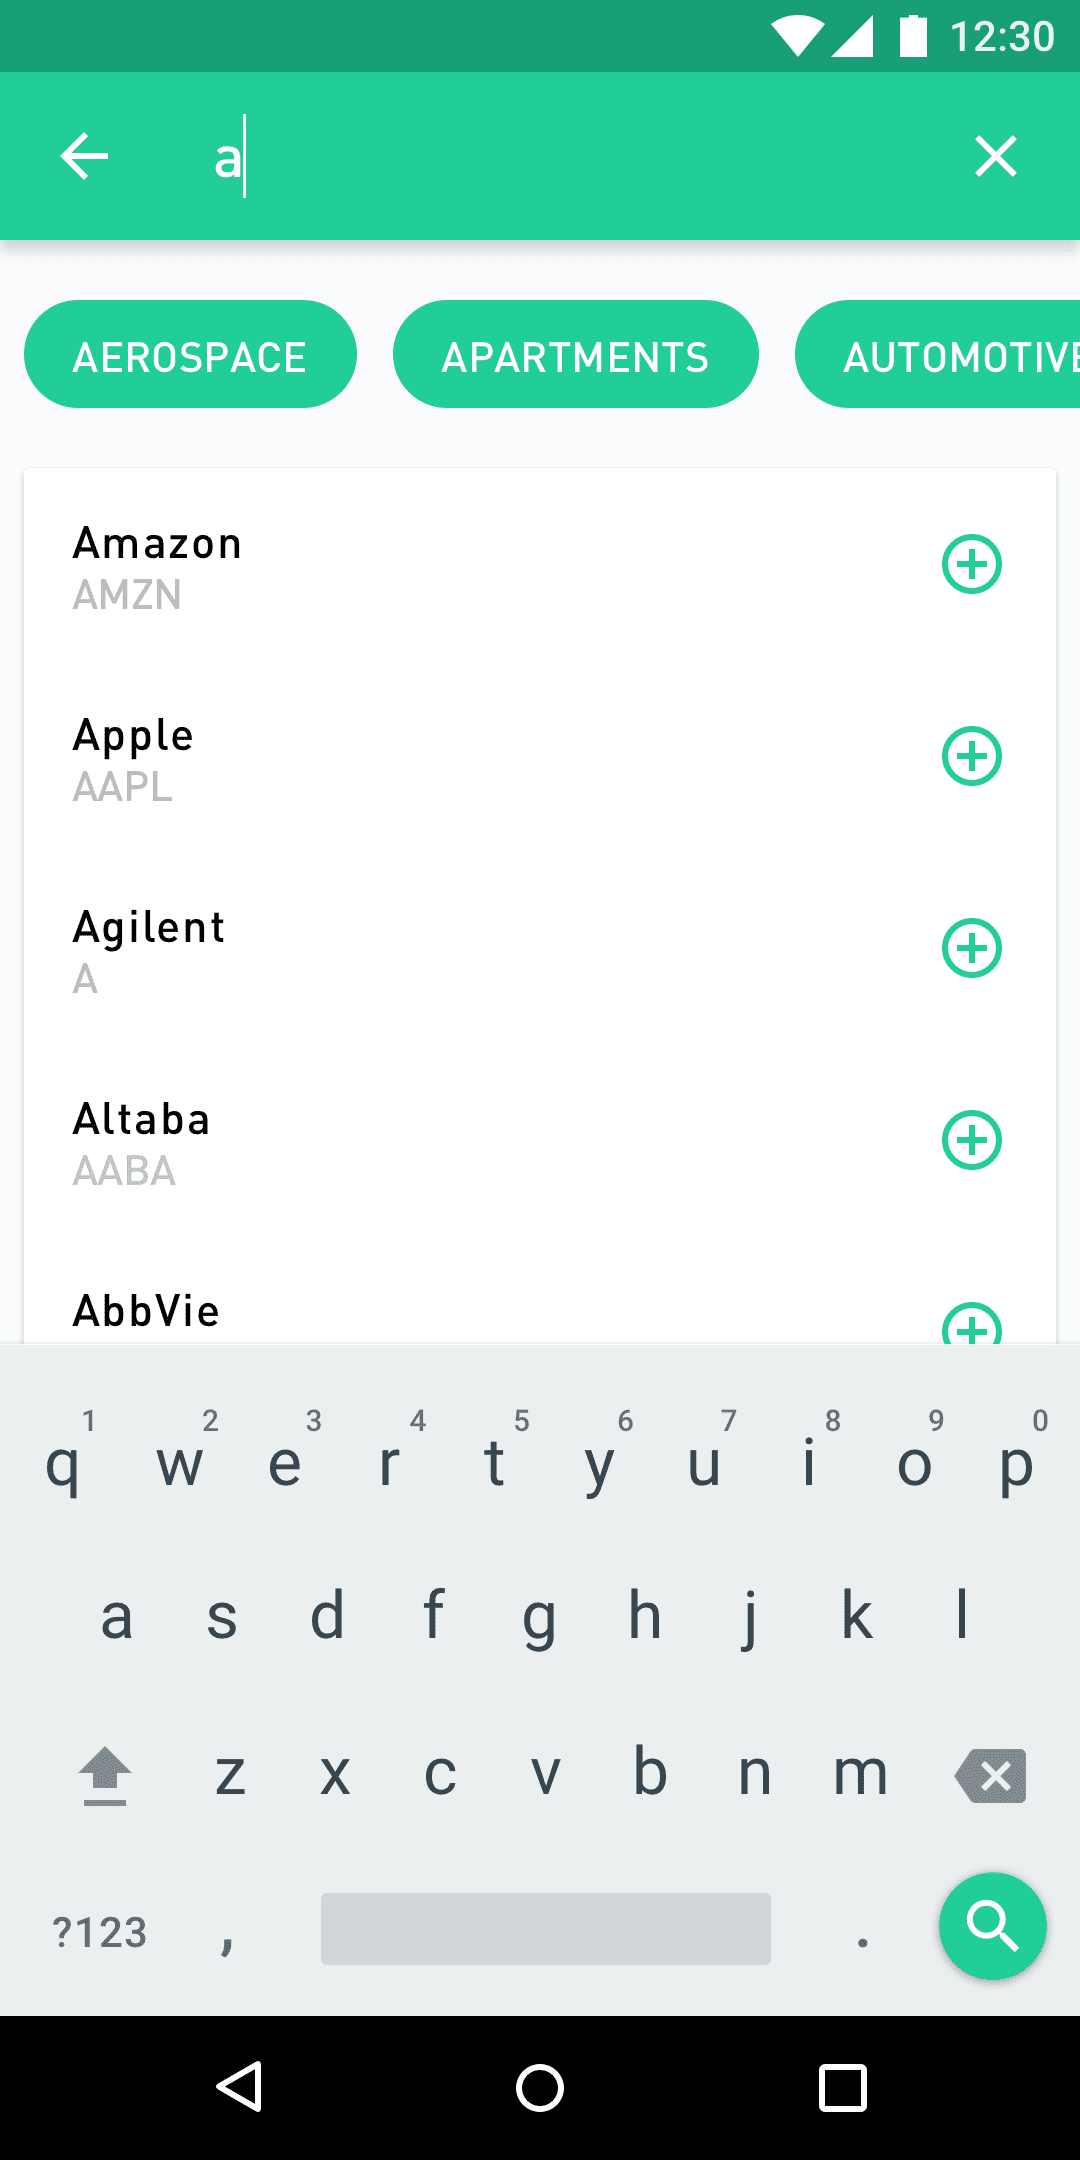 12:30
a
AEROSPACE APARTMENTS AUTOMOTIVE
Amazon
AMZN
Apple
AAPL
Agilent
A
Altaba
AABA
AbbVie
1 2 3 4 5 6 7 8 9 0
q w e r t y u i o p
a s d f g h j k l
z x c v b n m
?123 , .